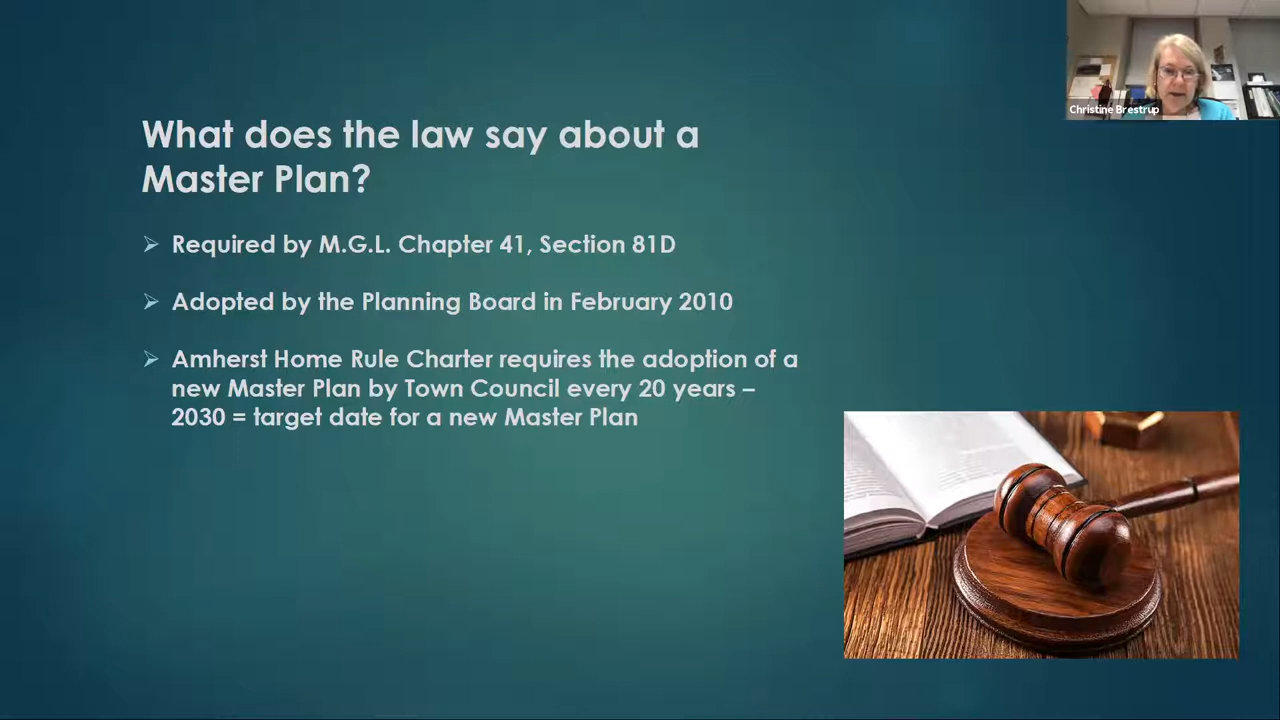 Christine Brestrup
What does the law say about a
Master Plan?
Required by M.G.L. Chapter 41, Section 81D
Adopted by the Planning Board in February 2010
Amherst Home Rule Charter requires the adoption of a
new Master Plan by Town Council every 20 years –
2030 = target date for a new Master Plan